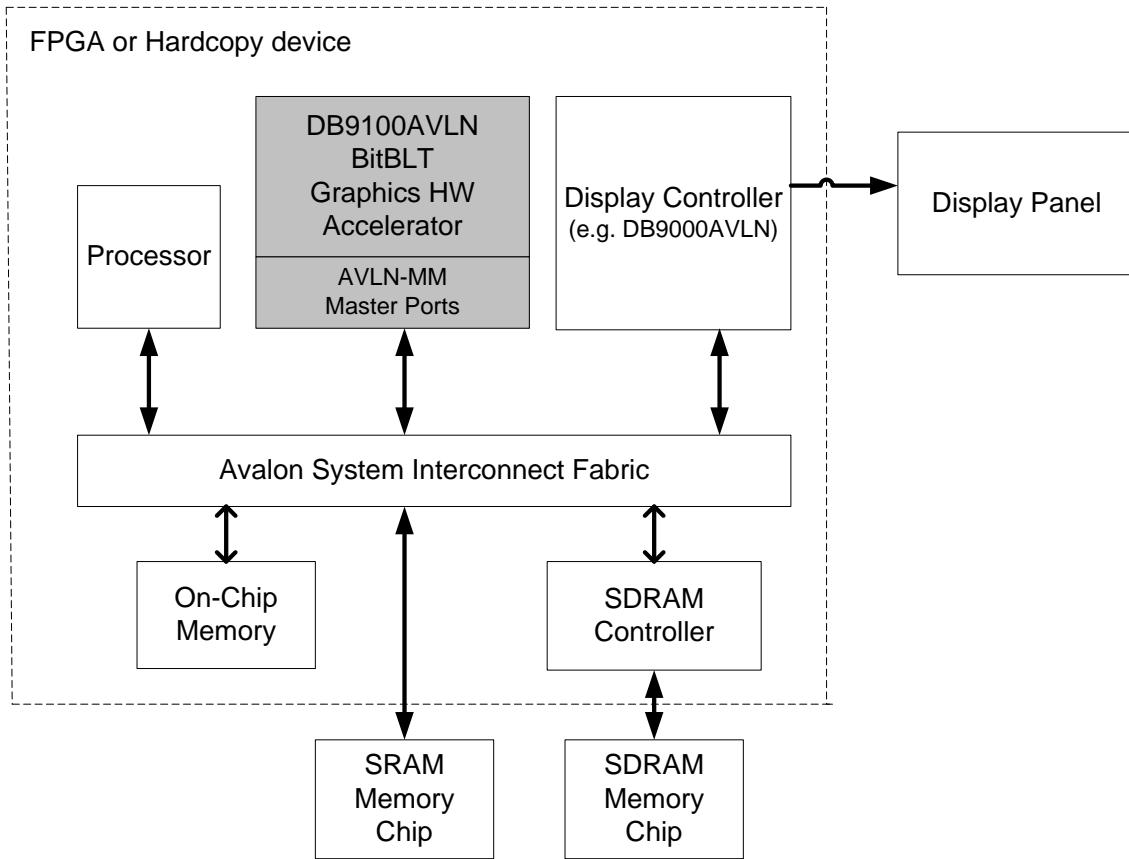 FPGA or Hardcopy device
DB9100AVLN
BitBLT
Graphics HW
Accelerator
AVLN-MM
Master Ports
Processor
Display Controller
(e.g. DB9000AVLN)
Display Panel
Avalon System Interconnect Fabric
On-Chip
Memory
SDRAM
Controller
SRAM
Memory
Chip
SDRAM
Memory
Chip